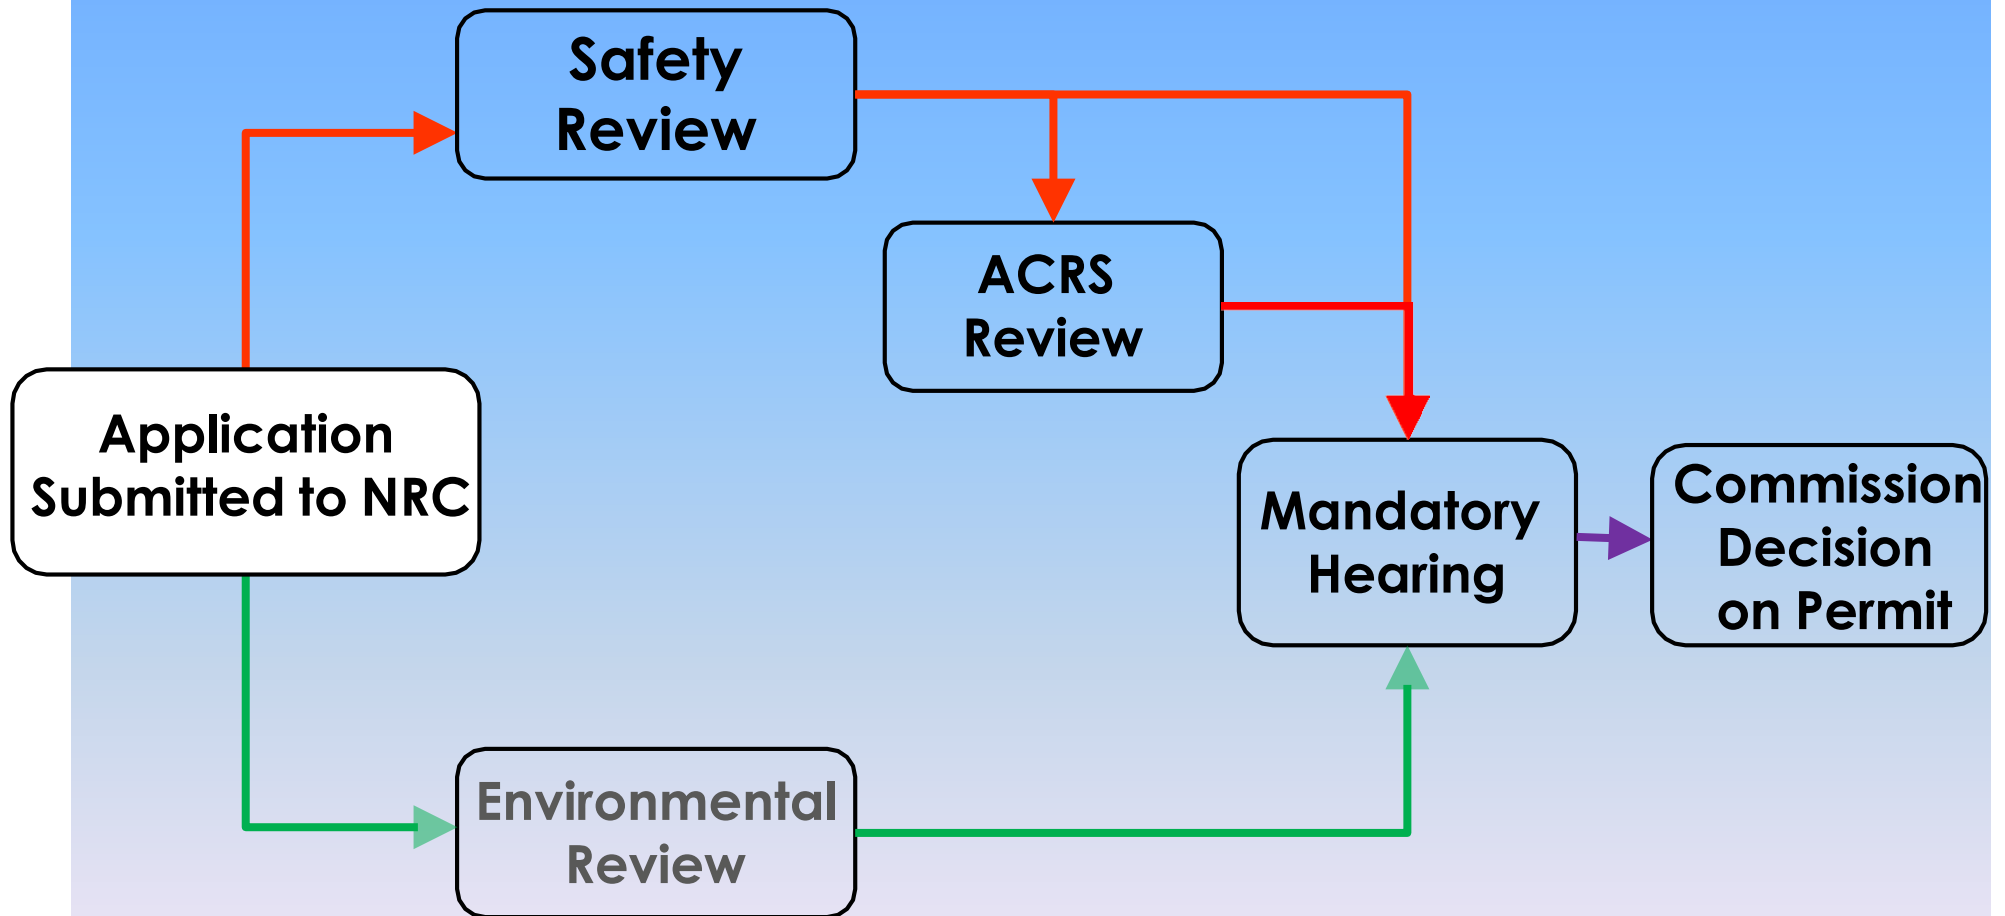 Safety
Review
ACRS
Review
Application
Submitted to NRC
Mandatory
Hearing
Commission
Decision
on Permit
Environmental
Review